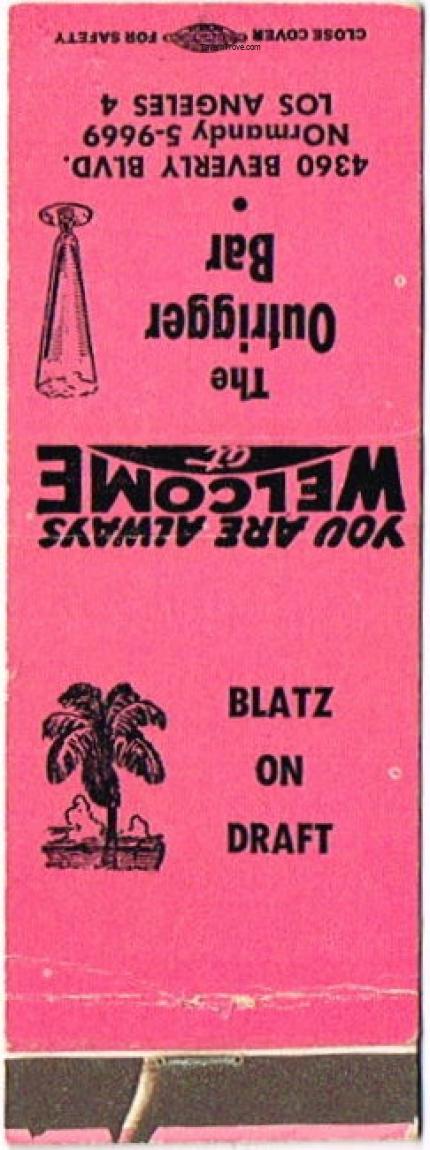 CLOSE COVER FOR SAFETY
4360 BEVERLY BLVD.
NOrmandy 5-9669
LOS ANGELES 4
The
Outrigger
Bar
YOU ARE ALWAYS
WELCOME
at
BLATZ
ON
DRAFT